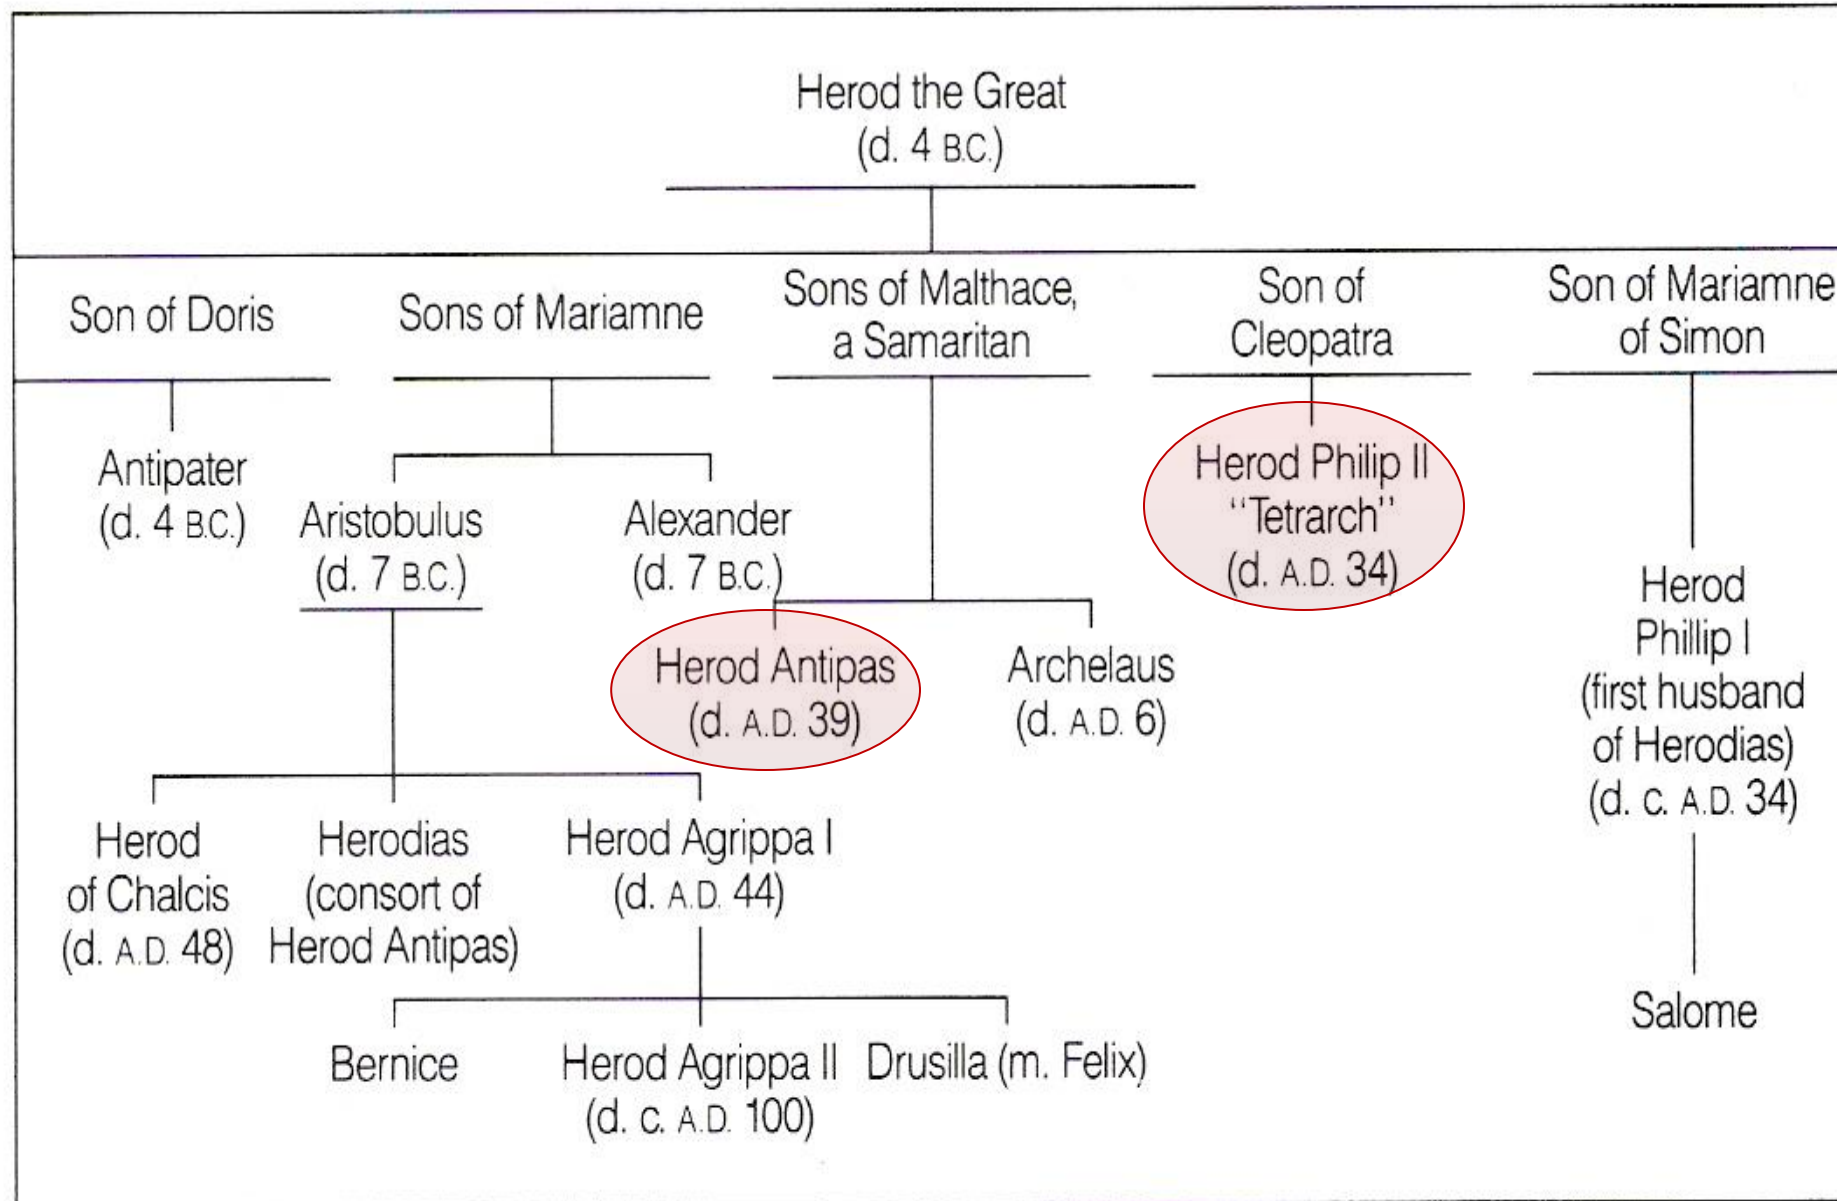 Herod the Great
(d. 4 B.C.)
Son of Doris
Sons of Mariamne
Sons of Malthace,
a Samaritan
Son of
Cleopatra
Son of Mariamne
of Simon
Antipater
(d. 4 B.C.)
Aristobulus
(d. 7 B.C.)
Alexander
(d. 7 B.C.)
Herod Antipas
(d. A.D. 39)
Archelaus
(d. A.D. 6)
Herod Philip II
"Tetrarch"
(d. A.D. 34)
Herod
Phillip I
(first husband
of Herodias)
(d. c. A.D. 34)
Herod
of Chalcis
(d. A.D. 48)
Herodias
(consort of
Herod Antipas)
Herod Agrippa I
(d. A.D. 44)
Bernice
Herod Agrippa II
(d. c. A.D. 100)
Drusilla (m. Felix)
Salome